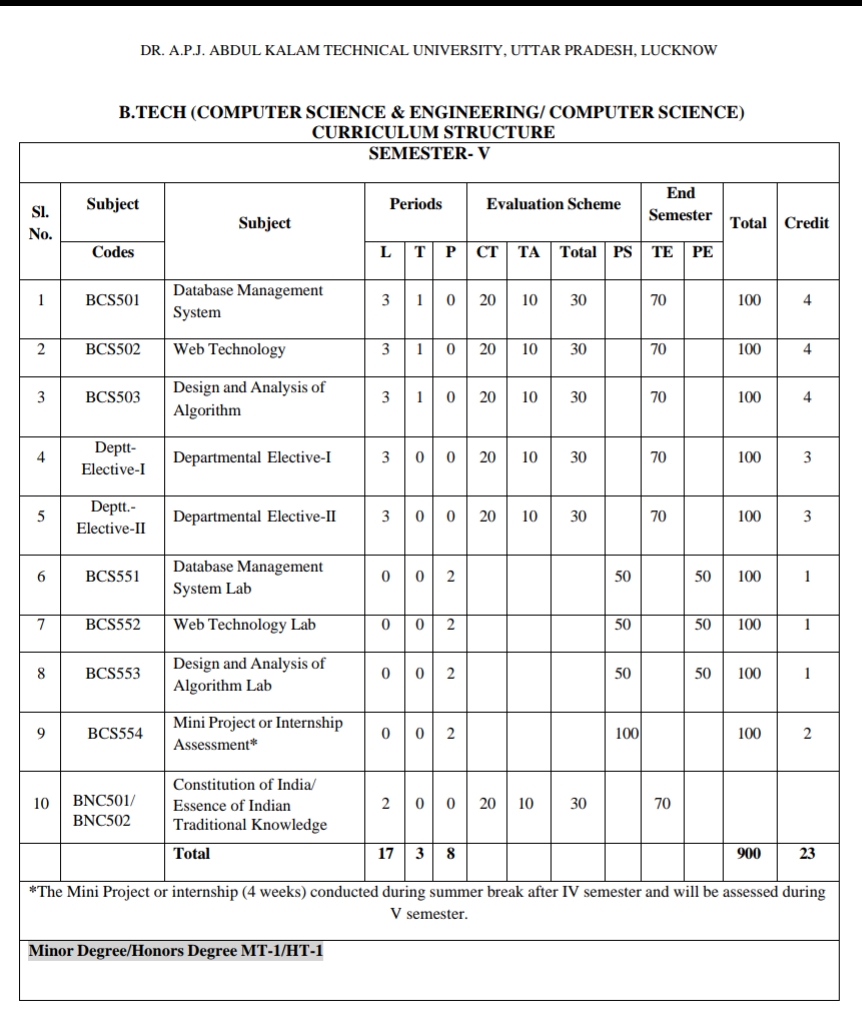 DR. A.P.J. ABDUL KALAM TECHNICAL UNIVERSITY, UTTAR PRADESH, LUCKNOW
B.TECH (COMPUTER SCIENCE & ENGINEERING/ COMPUTER SCIENCE)
CURRICULUM STRUCTURE
SEMESTER- V
Sl. No. Subject Codes Subject Periods Evaluation Scheme End Semester Total Credit
L T P CT TA Total PS TE PE
1 BCS501 Database Management System 3 1 0 20 10 30 70 100 4
2 BCS502 Web Technology 3 1 0 20 10 30 70 100 4
3 BCS503 Design and Analysis of Algorithm 3 1 0 20 10 30 70 100 4
4 Deptt- Elective-I Departmental Elective-I 3 0 0 20 10 30 70 100 3
5 Deptt.- Elective-II Departmental Elective-II 3 0 0 20 10 30 70 100 3
6 BCS551 Database Management System Lab 0 0 2 50 50 100 1
7 BCS552 Web Technology Lab 0 0 2 50 50 100 1
8 BCS553 Design and Analysis of Algorithm Lab 0 0 2 50 50 100 1
9 BCS554 Mini Project or Internship Assessment* 0 0 2 100 100 2
10 BNC501/ BNC502 Constitution of India/ Essence of Indian Traditional Knowledge 2 0 0 20 10 30 70
Total 17 3 8 900 23
*The Mini Project or internship (4 weeks) conducted during summer break after IV semester and will be assessed during
V semester.
Minor Degree/Honors Degree MT-1/HT-1